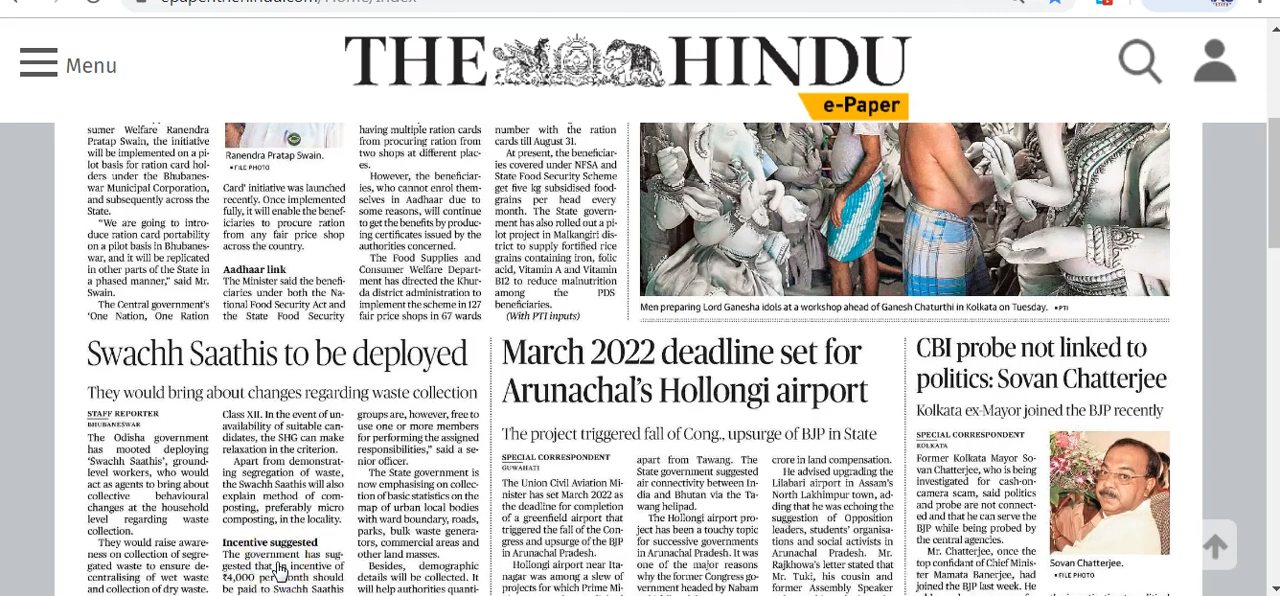 Menu
THE HINDU
e-Paper
sumer Welfare Ranendra
Pratap Swain, the initiative
will be implemented on a pi-
lot basis for ration card hol-
ders under the Bhubanes-
war Municipal Corporation,
and subsequently across the
State.
“We are going to intro-
duce ration card portability
on a pilot basis in Bhubanes-
war, and it will be replicated
in other parts of the State in
a phased manner,” said Mr.
Swain.
The Central government's
‘One Nation, One Ration
Ranendra Pratap Swain.
▪ FILE PHOTO
Card' initiative was launched
recently. Once implemented
fully, it will enable the benef-
iciaries to procure ration
from any fair price shop
across the country.
Aadhaar link
The Minister said the benefi-
ciaries under both the Na-
tional Food Security Act and
the State Food Security
having multiple ration cards
from procuring ration from
two shops at different plac-
es.
However, the beneficiar-
ies, who cannot enrol them-
selves in Aadhaar due to
some reasons, will continue
to get the benefits by produc-
ing certificates issued by the
authorities concerned.
The Food Supplies and
Consumer Welfare Depart-
ment has directed the Khur-
da district administration to
implement the scheme in 127
fair price shops in 67 wards
number with the ration
cards till August 31.
At present, the beneficiar-
ies covered under NFSA and
State Food Security Scheme
get five kg subsidised food-
grains per head every
month. The State govern-
ment has also rolled out a pi-
lot project in Malkangiri dis-
trict to supply fortified rice
grains containing iron, folic
acid, Vitamin A and Vitamin
B12 to reduce malnutrition
among the PDS
beneficiaries.
(With PTI inputs)
Men preparing Lord Ganesha idols at a workshop ahead of Ganesh Chaturthi in Kolkata on Tuesday. ▪ PTI
Swachh Saathis to be deployed
They would bring about changes regarding waste collection
STAFF REPORTER
BHUBANESWAR
The Odisha government
has mooted deploying
‘Swachh Saathis’, ground-
level workers, who would
act as agents to bring about
collective behavioural
changes at the household
level regarding waste
collection.
They would raise aware-
ness on collection of segre-
gated waste to ensure de-
centralising of wet waste
and collection of dry waste.
Class XII. In the event of un-
availability of suitable can-
didates, the SHG can make
relaxation in the criterion.
Apart from demonstrat-
ing segregation of waste,
the Swachh Saathis will also
explain method of com-
posting, preferably micro
composting, in the locality.
Incentive suggested
The government has sug-
gested that an incentive of
₹4,000 per month should
be paid to Swachh Saathis
groups are, however, free to
use one or more members
for performing the assigned
responsibilities,” said a se-
nior officer.
The State government is
now emphasising on collec-
tion of basic statistics on the
map of urban local bodies
with ward boundary, roads,
parks, bulk waste genera-
tors, commercial areas and
other land masses.
Besides, demographic
details will be collected. It
will help authorities quanti-
March 2022 deadline set for
Arunachal's Hollongi airport
The project triggered fall of Cong., upsurge of BJP in State
SPECIAL CORRESPONDENT
GUWAHATI
The Union Civil Aviation Mi-
nister has set March 2022 as
the deadline for completion
of a greenfield airport that
triggered the fall of the Con-
gress and upsurge of the BJP
in Arunachal Pradesh.
Hollongi airport near Ita-
nagar was among a slew of
projects for which Prime Mi-
apart from Tawang. The
State government suggested
air connectivity between In-
dia and Bhutan via the Ta-
wang helipad.
The Hollongi airport pro-
ject has been a touchy topic
for successive governments
in Arunachal Pradesh. It was
one of the major reasons
why the former Congress go-
vernment headed by Nabam
crore in land compensation.
He advised upgrading the
Lilabari airport in Assam's
North Lakhimpur town, ad-
ding that he was echoing the
suggestion of Opposition
leaders, students' organisa-
tions and social activists in
Arunachal Pradesh. Mr.
Rajkhowa's letter stated that
Mr. Tuki, his cousin and
former Assembly Speaker
CBI probe not linked to
politics: Sovan Chatterjee
Kolkata ex-Mayor joined the BJP recently
SPECIAL CORRESPONDENT
KOLKATA
Former Kolkata Mayor So-
van Chatterjee, who is being
investigated for cash-on-
camera scam, said politics
and probe are not connect-
ed and that he can serve the
BJP while being probed by
the central agencies.
Mr. Chatterjee, once the
top confidant of Chief Minis-
ter Mamata Banerjee, had
joined the BJP last week. He
Sovan Chatterjee.
▪ FILE PHOTO